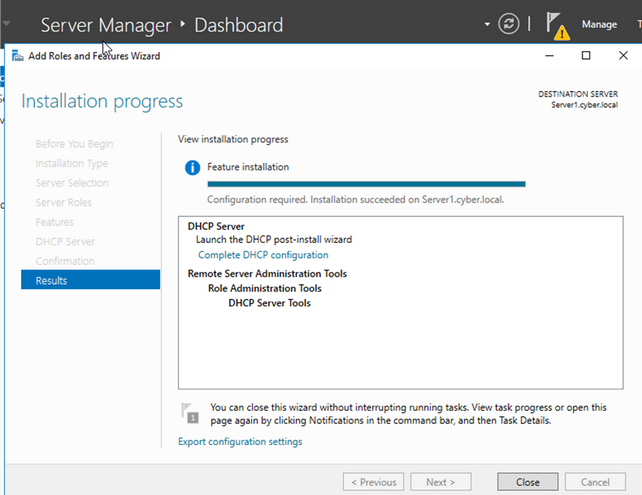 Server Manager ‣ Dashboard
Manage
Add Roles and Features Wizard
Installation progress
DESTINATION SERVER
Server1.cyber.local
Before You Begin
Installation Type
Server Selection
Server Roles
Features
DHCP Server
Confirmation
Results
View installation progress
Feature installation
Configuration required. Installation succeeded on Server1.cyber.local.
DHCP Server
Launch the DHCP post-install wizard
Complete DHCP configuration
Remote Server Administration Tools
Role Administration Tools
DHCP Server Tools
1
You can close this wizard without interrupting running tasks. View task progress or open this
page again by clicking Notifications in the command bar, and then Task Details.
Export configuration settings
< Previous
Next >
Close
Cancel